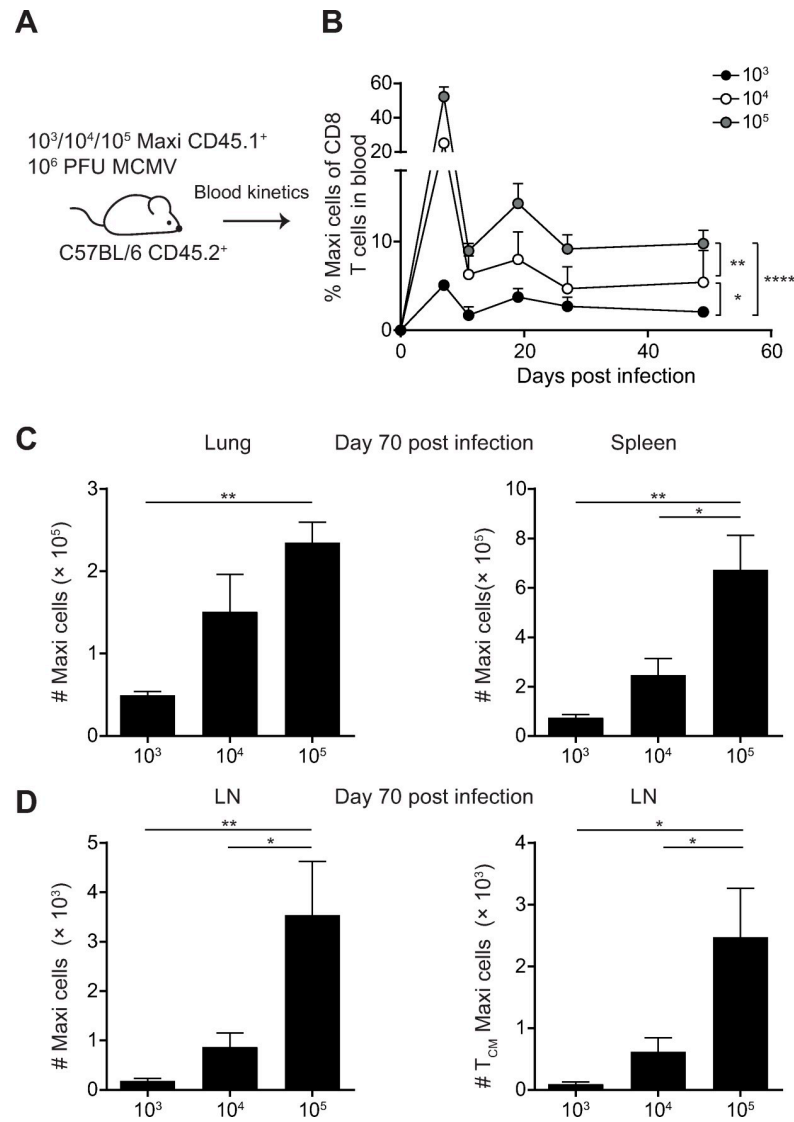 A
10³/10⁴/10⁵ Maxi CD45.1⁺
10⁶ PFU MCMV
Blood kinetics
C57BL/6 CD45.2⁺
B
% Maxi cells of CD8
T cells in blood
60
40
20
10
0
0 20 40 60
Days post infection
10³
10⁴
10⁵
**
*
****
C
Lung Day 70 post infection Spleen
# Maxi cells (× 10⁵)
3
2
1
0
**
10³ 10⁴ 10⁵
# Maxi cells(× 10⁵)
10
8
6
4
2
0
**
*
10³ 10⁴ 10⁵
D
LN Day 70 post infection LN
# Maxi cells (× 10³)
5
4
3
2
1
0
**
*
10³ 10⁴ 10⁵
# T_CM Maxi cells (× 10³)
4
3
2
1
0
*
*
10³ 10⁴ 10⁵